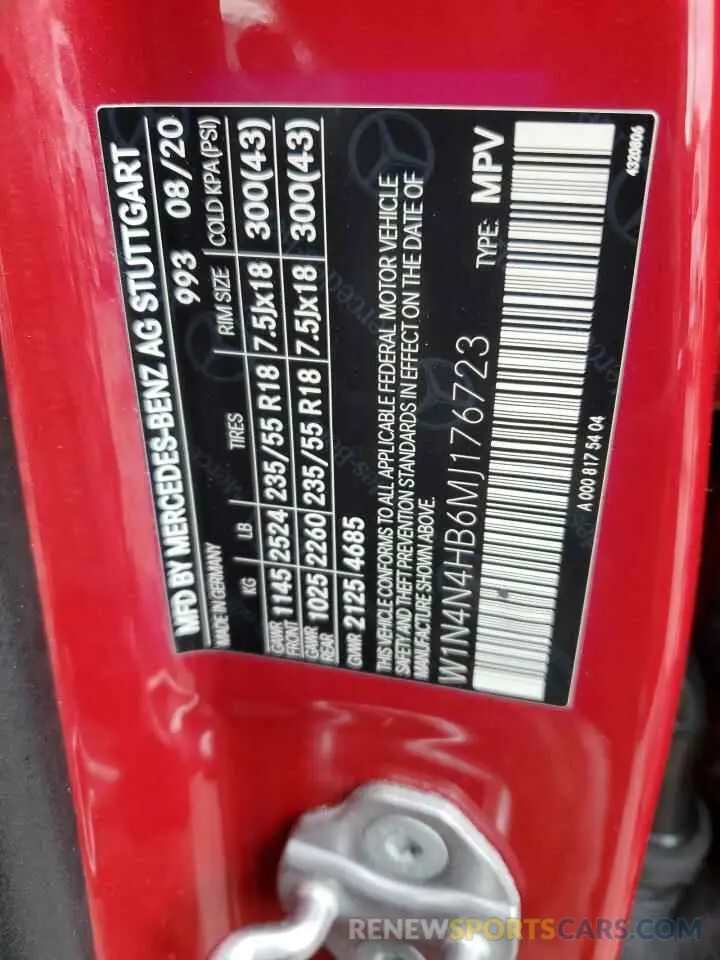 MFD BY MERCEDES-BENZ AG STUTTGART
MADE IN GERMANY 993 08/20
KG LB TIRES RIM SIZE COLD KPA (PSI)
GAWR FRONT 1145 2524 235/55 R18 7.5Jx18 300(43)
GAWR REAR 1025 2260 235/55 R18 7.5Jx18 300(43)
GVWR 2125 4685
THIS VEHICLE CONFORMS TO ALL APPLICABLE FEDERAL MOTOR VEHICLE
SAFETY AND THEFT PREVENTION STANDARDS IN EFFECT ON THE DATE OF
MANUFACTURE SHOWN ABOVE.
W1N4N4HB6MJ176723 TYPE: MPV
A 000 817 54 04
4320806
RENEWSPORTSCARS.COM